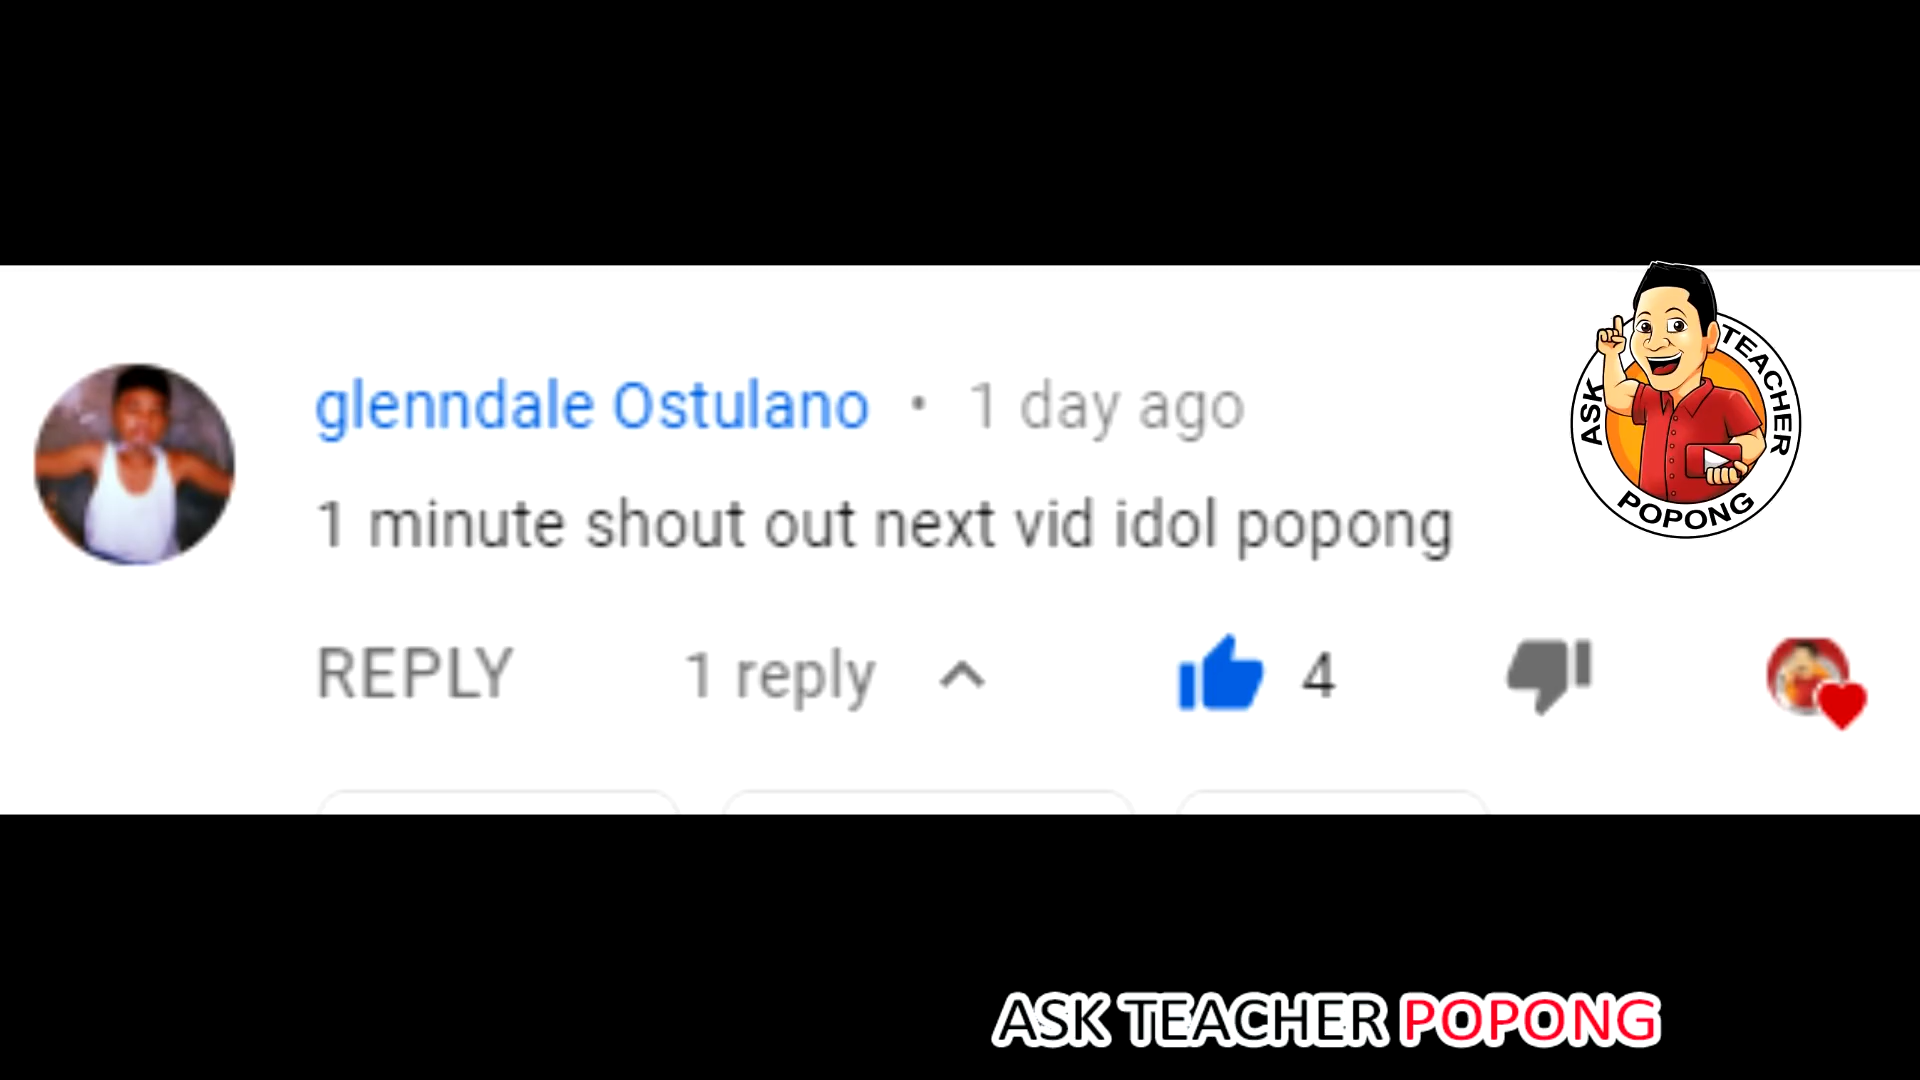 ASK TEACHER POPONG
glenndale Ostulano • 1 day ago
1 minute shout out next vid idol popong
REPLY 1 reply 4
ASK TEACHER POPONG